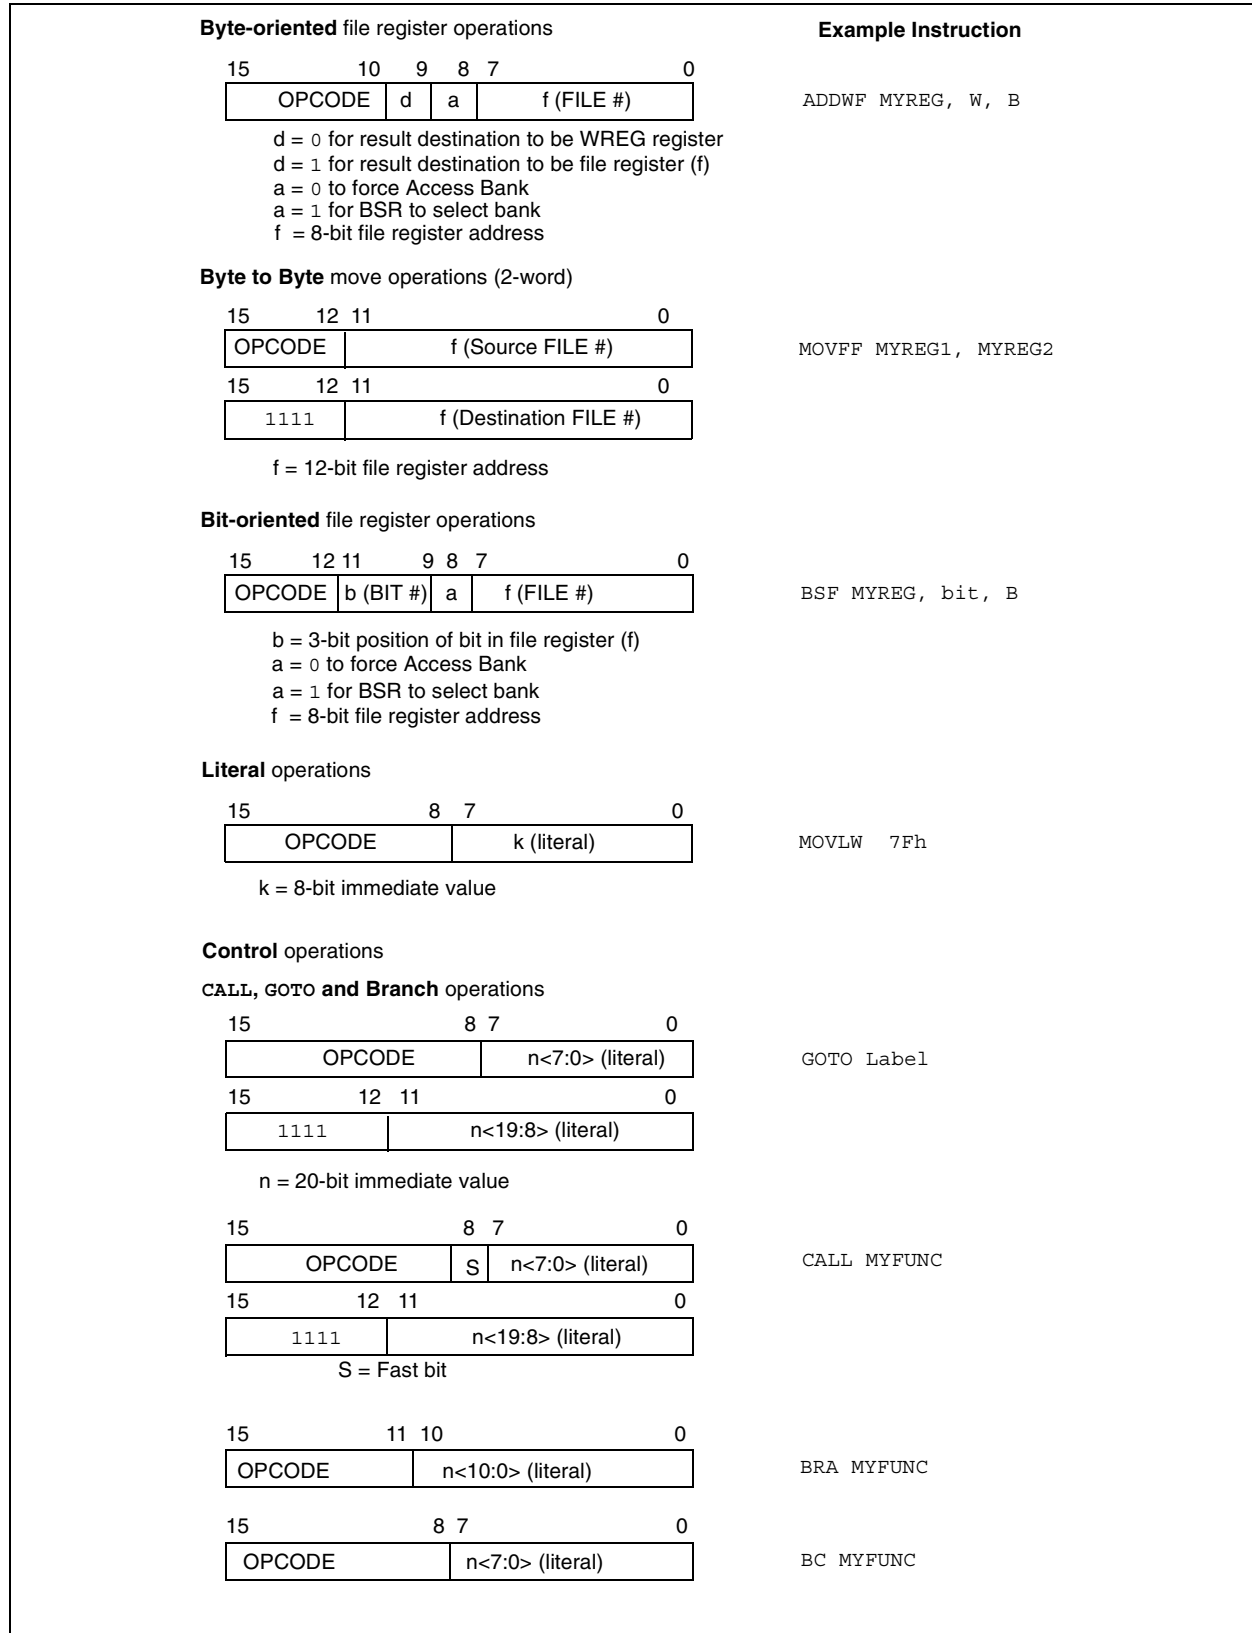 Byte-oriented file register operations Example Instruction
15 10 9 8 7 0
OPCODE d a f (FILE #) ADDWF MYREG, W, B
d = 0 for result destination to be WREG register
d = 1 for result destination to be file register (f)
a = 0 to force Access Bank
a = 1 for BSR to select bank
f = 8-bit file register address
Byte to Byte move operations (2-word)
15 12 11 0
OPCODE f (Source FILE #) MOVFF MYREG1, MYREG2
15 12 11 0
1111 f (Destination FILE #)
f = 12-bit file register address
Bit-oriented file register operations
15 12 11 9 8 7 0
OPCODE b (BIT #) a f (FILE #) BSF MYREG, bit, B
b = 3-bit position of bit in file register (f)
a = 0 to force Access Bank
a = 1 for BSR to select bank
f = 8-bit file register address
Literal operations
15 8 7 0
OPCODE k (literal) MOVLW 7Fh
k = 8-bit immediate value
Control operations
CALL, GOTO and Branch operations
15 8 7 0
OPCODE n<7:0> (literal) GOTO Label
15 12 11 0
1111 n<19:8> (literal)
n = 20-bit immediate value
15 8 7 0
OPCODE S n<7:0> (literal) CALL MYFUNC
15 12 11 0
1111 n<19:8> (literal)
S = Fast bit
15 11 10 0
OPCODE n<10:0> (literal) BRA MYFUNC
15 8 7 0
OPCODE n<7:0> (literal) BC MYFUNC